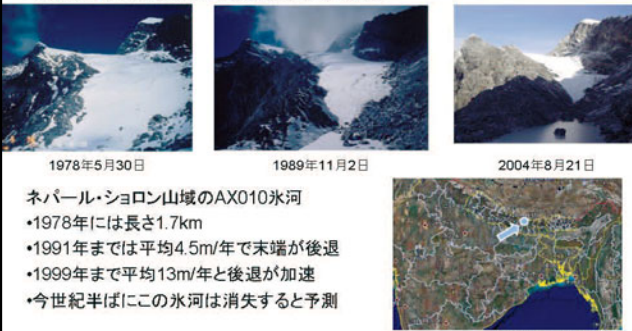 1978年5月30日
1989年11月2日
2004年8月21日
ネパール・ショロン山域のAX010氷河
•1978年には長さ1.7km
•1991年までは平均4.5m/年で末端が後退
•1999年まで平均13m/年と後退が加速
•今世紀半ばにこの氷河は消失すると予測